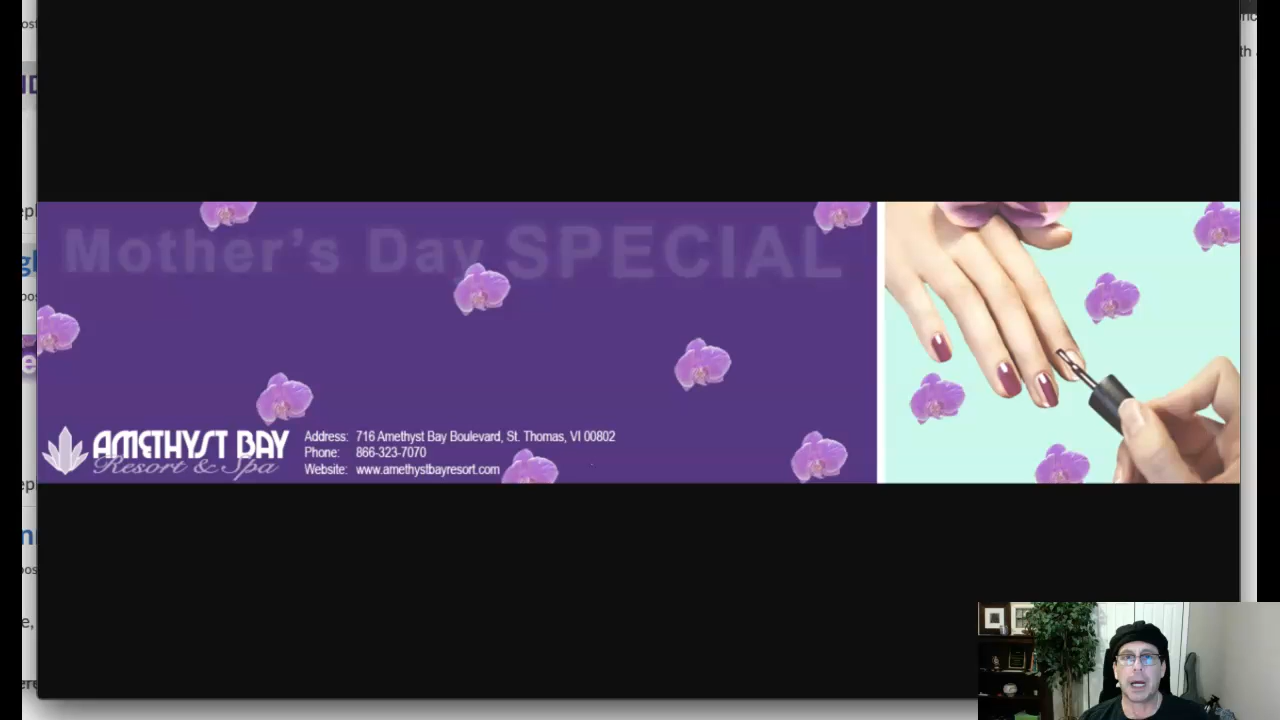 Mother's Day SPECIAL
AMETHYST BAY
Resort & Spa
Address: 716 Amethyst Bay Boulevard, St. Thomas, VI 00802
Phone: 866-323-7070
Website: www.amethystbayresort.com